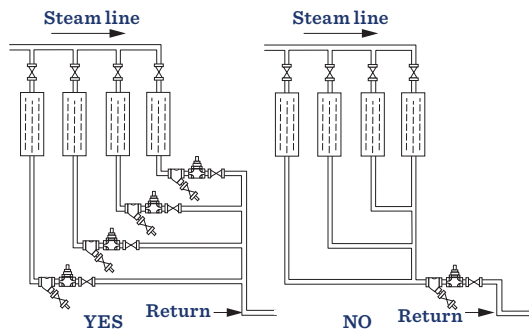 Steam line
Steam line
Return
YES
Return
NO